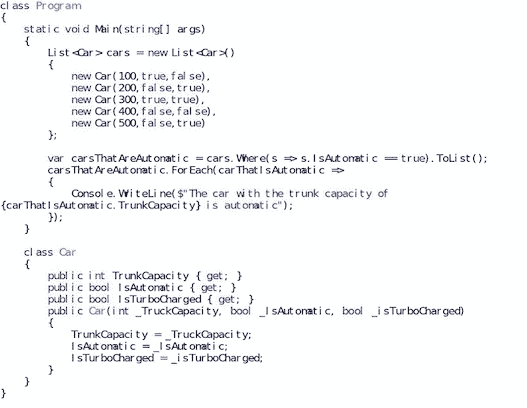 class Program
{
static void Main(string[] args)
{
List<Car> cars = new List<Car>()
{
new Car(100,true,false),
new Car(200,false,true),
new Car(300,true,true),
new Car(400,false,false),
new Car(500,false,true)
};
var carsThatAreAutomatic = cars.Where(s => s.IsAutomatic == true).ToList();
carsThatAreAutomatic.ForEach(carThatIsAutomatic =>
{
Console.WriteLine($"The car with the trunk capacity of
{carThatIsAutomatic.TrunkCapacity} is automatic");
});
}
class Car
{
public int TrunkCapacity { get; }
public bool IsAutomatic { get; }
public bool IsTurboCharged { get; }
public Car(int _TruckCapacity, bool _IsAutomatic, bool _isTurboCharged)
{
TrunkCapacity = _TruckCapacity;
IsAutomatic = _IsAutomatic;
IsTurboCharged = _isTurboCharged;
}
}
}